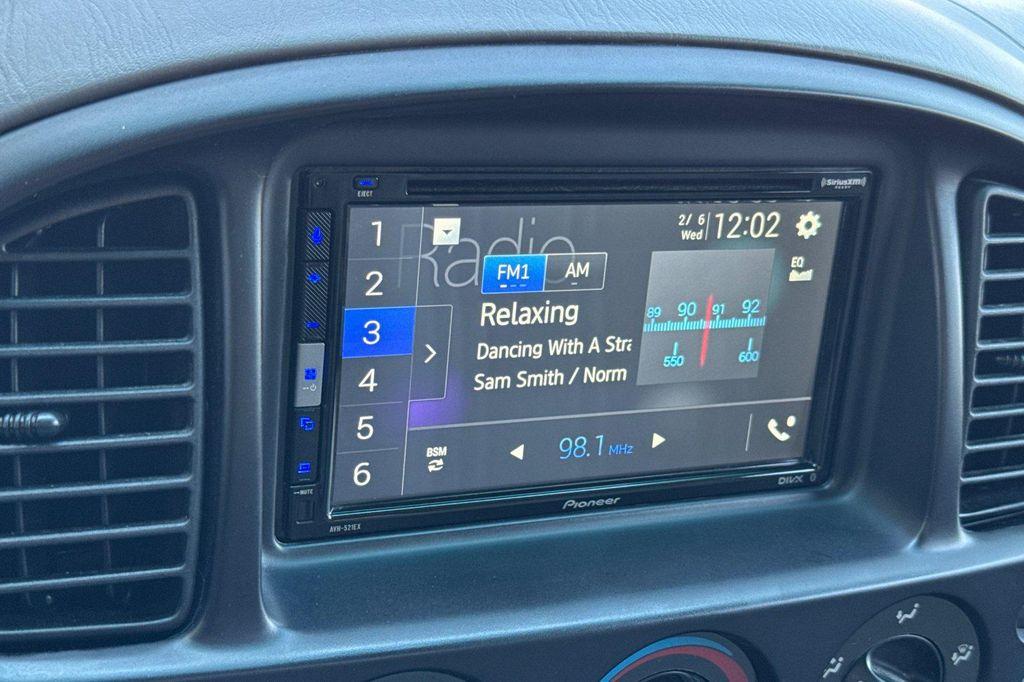 EJECT
((SiriusXM))
READY
Radio
2/ 6
Wed
12:02
1
2
3
4
5
6
FM1
AM
EQ
Relaxing
Dancing With A Stra
Sam Smith / Norm
89 90 91 92
550 600
BSM
98.1 MHz
MUTE
Pioneer
DIVX
AVH-521EX